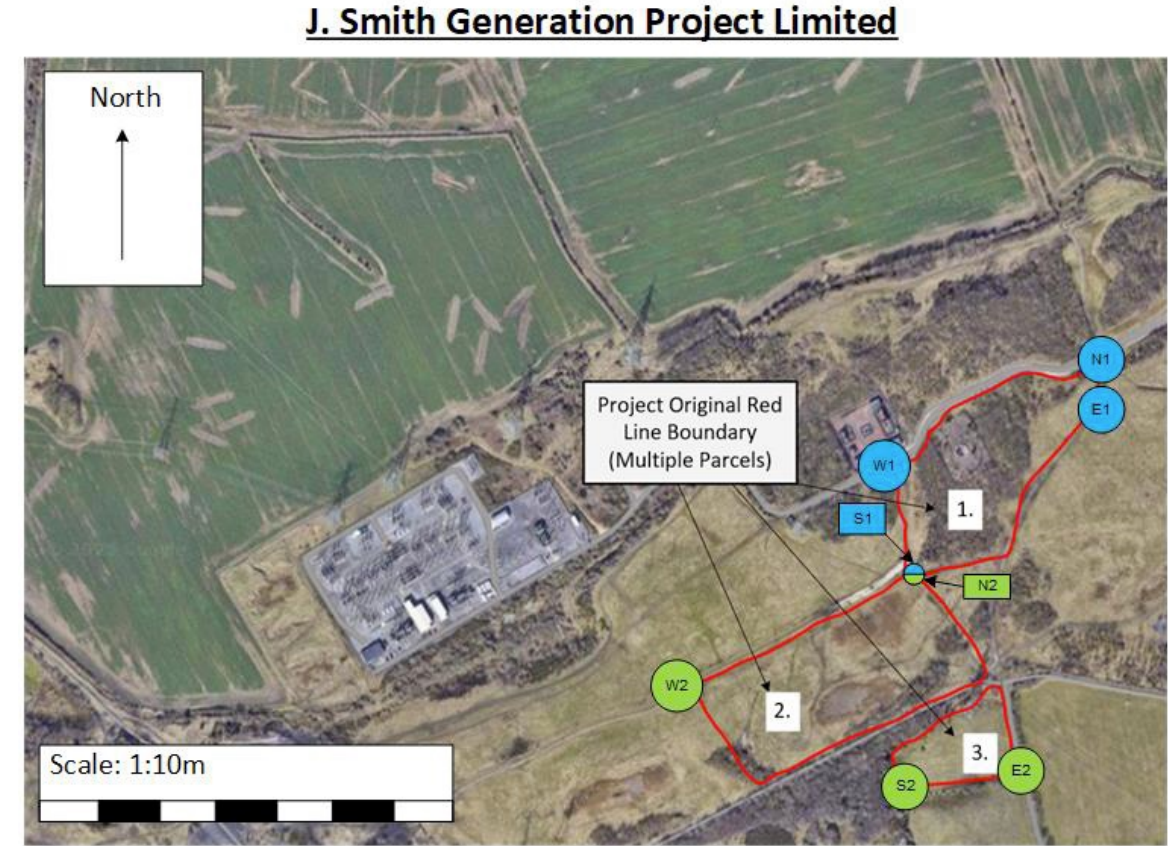 J. Smith Generation Project Limited
North
Project Original Red
Line Boundary
(Multiple Parcels)
N1
E1
W1
S1
1.
N2
W2
2.
3.
E2
S2
Scale: 1:10m